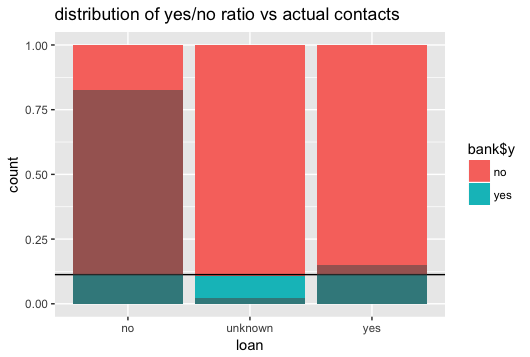 distribution of yes/no ratio vs actual contacts
1.00
0.75
0.50
0.25
0.00
count
no unknown yes
loan
bank$y
no
yes